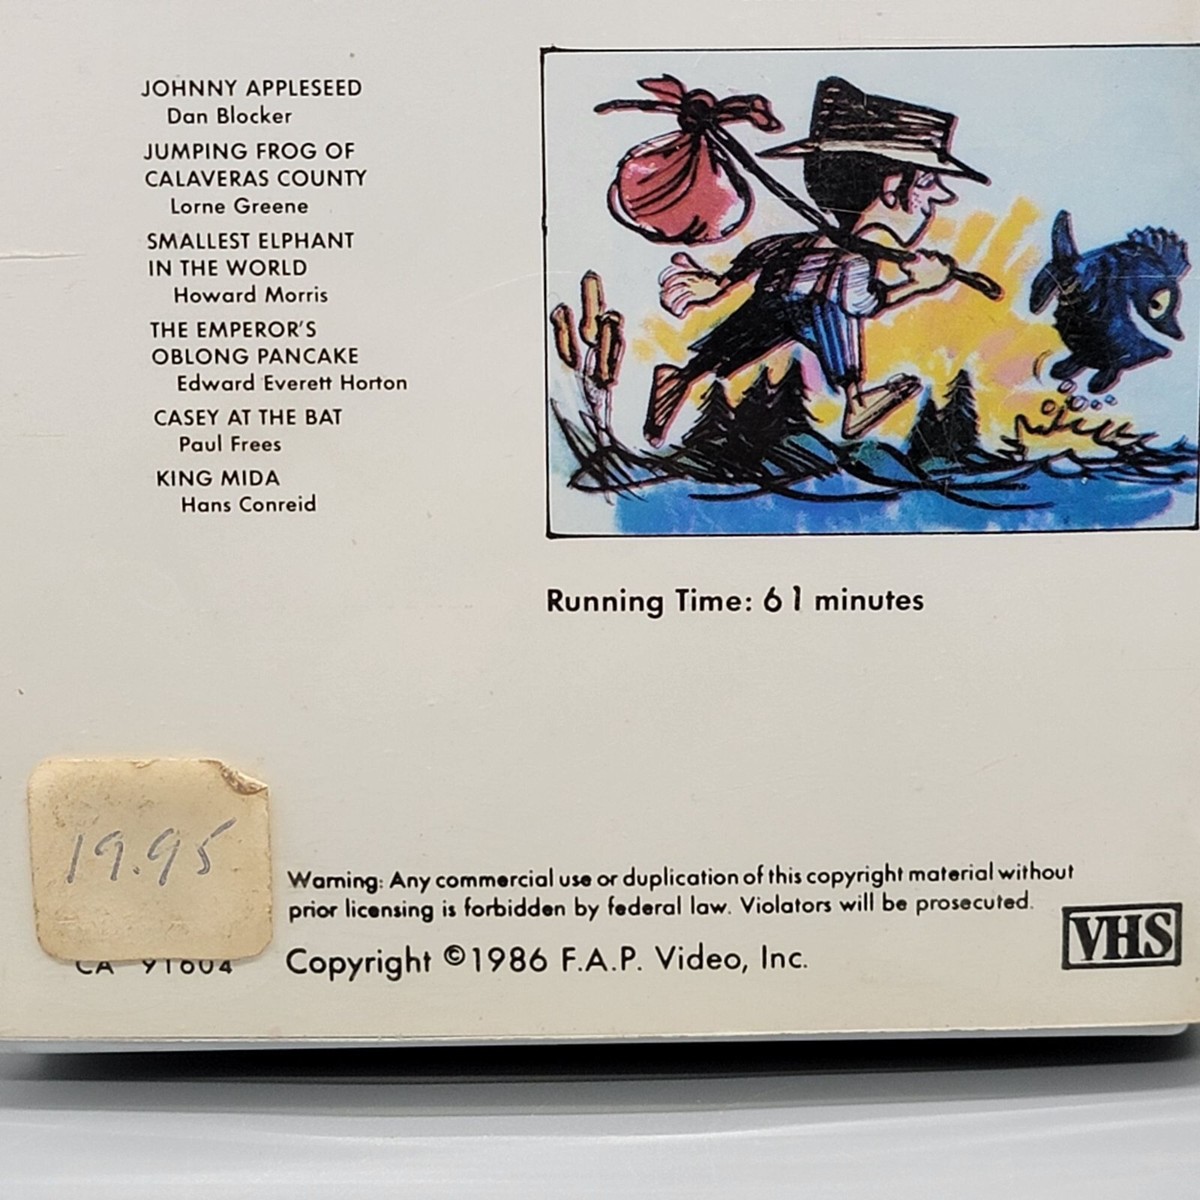 JOHNNY APPLESEED
Dan Blocker
JUMPING FROG OF
CALAVERAS COUNTY
Lorne Greene
SMALLEST ELPHANT
IN THE WORLD
Howard Morris
THE EMPEROR'S
OBLONG PANCAKE
Edward Everett Horton
CASEY AT THE BAT
Paul Frees
KING MIDA
Hans Conreid
Running Time: 61 minutes
19.95
Warning: Any commercial use or duplication of this copyright material without
prior licensing is forbidden by federal law. Violators will be prosecuted.
CA 91604
Copyright ©1986 F.A.P. Video, Inc.
VHS